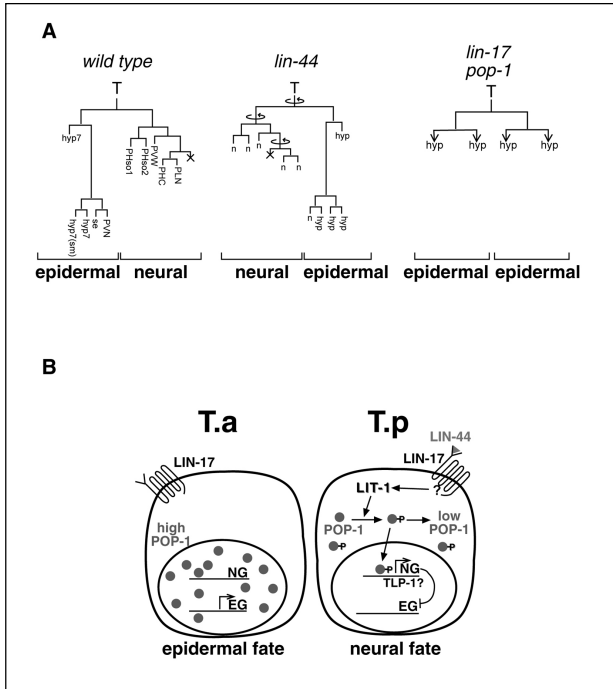 A
wild type
T
hyp7
PHso1
PHso2
PVW
PHC
PLN
X
hyp7(sm)
hyp7
se
PVN
epidermal
neural
lin-44
T
n
n
n
X
n
n
hyp
n
hyp
hyp
hyp
neural
epidermal
lin-17
pop-1
T
hyp hyp hyp hyp
epidermal
epidermal
B
T.a
LIN-17
high
POP-1
NG
EG
epidermal fate
T.p
LIN-44
LIN-17
?
LIT-1
POP-1
P
low
POP-1
P
P
P
NG
TLP-1?
EG
neural fate